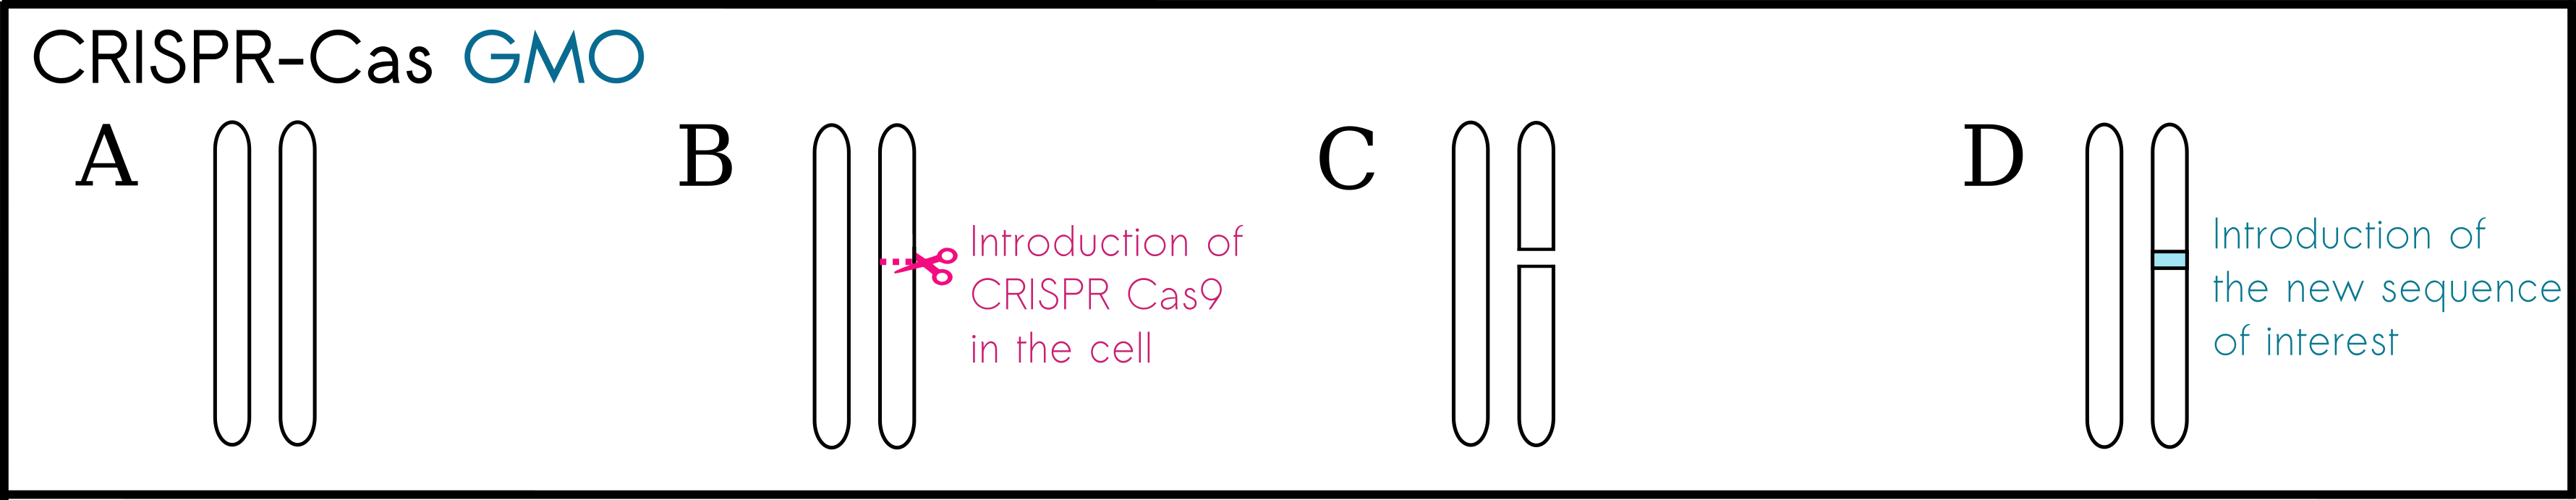 CRISPR-Cas GMO
A
B
Introduction of
CRISPR Cas9
in the cell
C
D
Introduction of
the new sequence
of interest